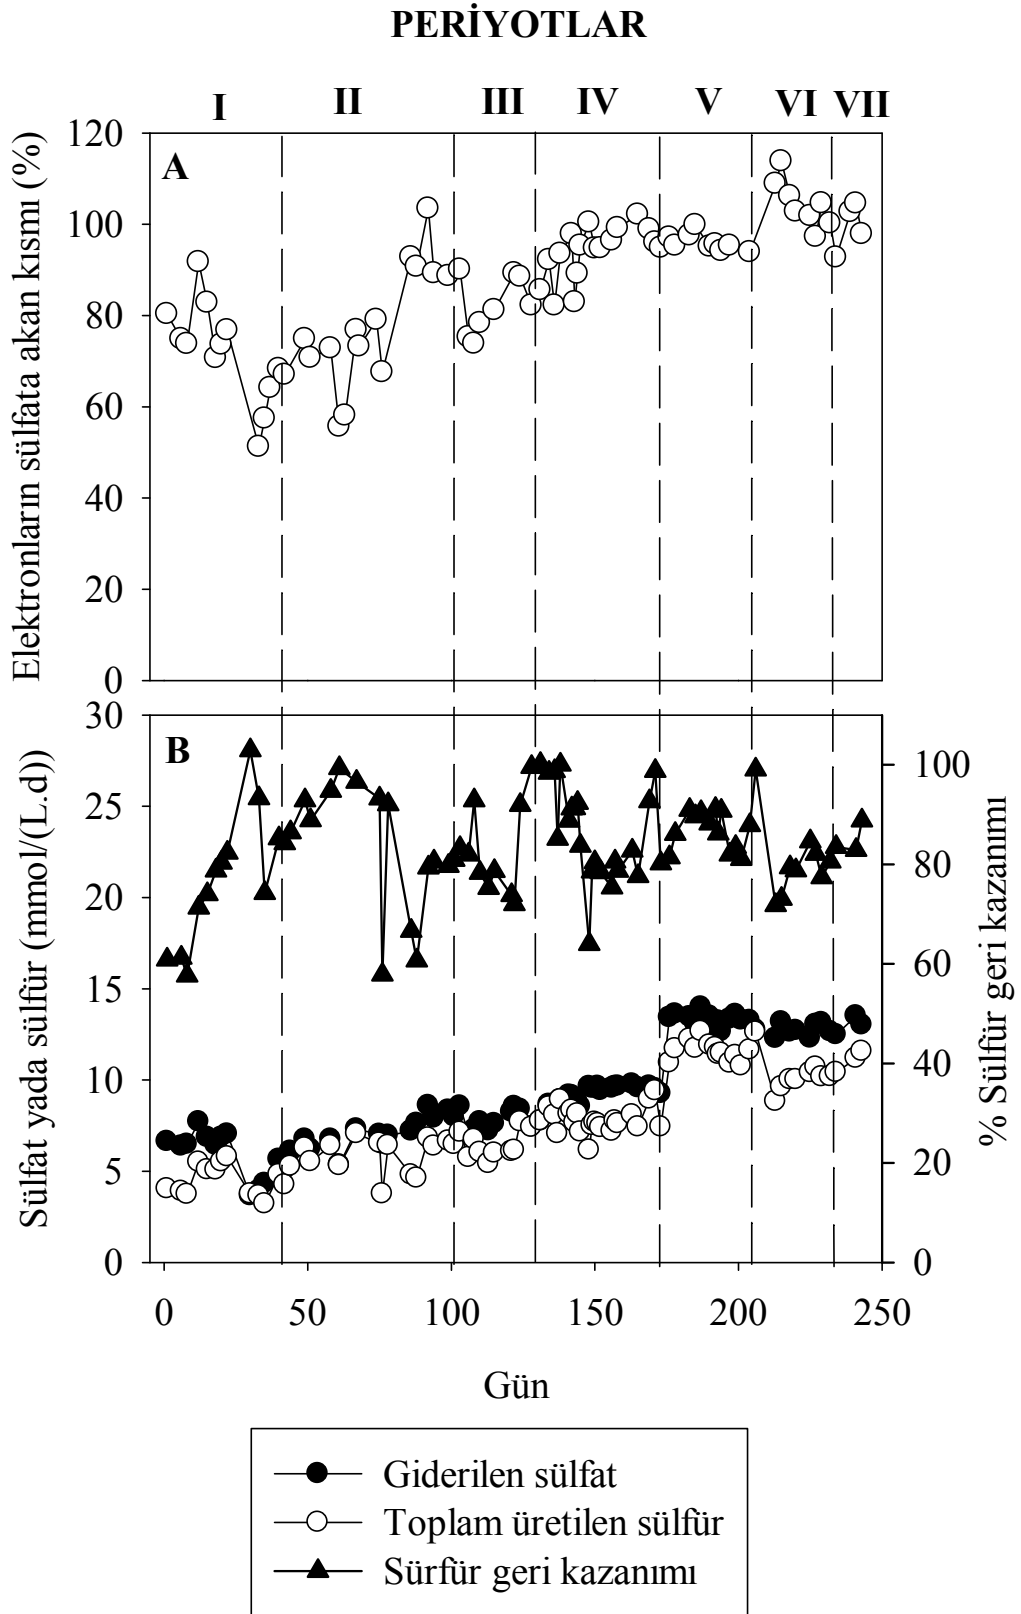 PERİYOTLAR
I II III IV V VI VII
Elektronların sülfata akan kısmı (%)
A
120
100
80
60
40
20
0
Sülfat yada sülfür (mmol/(L.d))
B
30
25
20
15
10
5
0
100
80
60
40
20
0
% Sülfür geri kazanımı
0 50 100 150 200 250
Gün
Giderilen sülfat
Toplam üretilen sülfür
Sürfür geri kazanımı